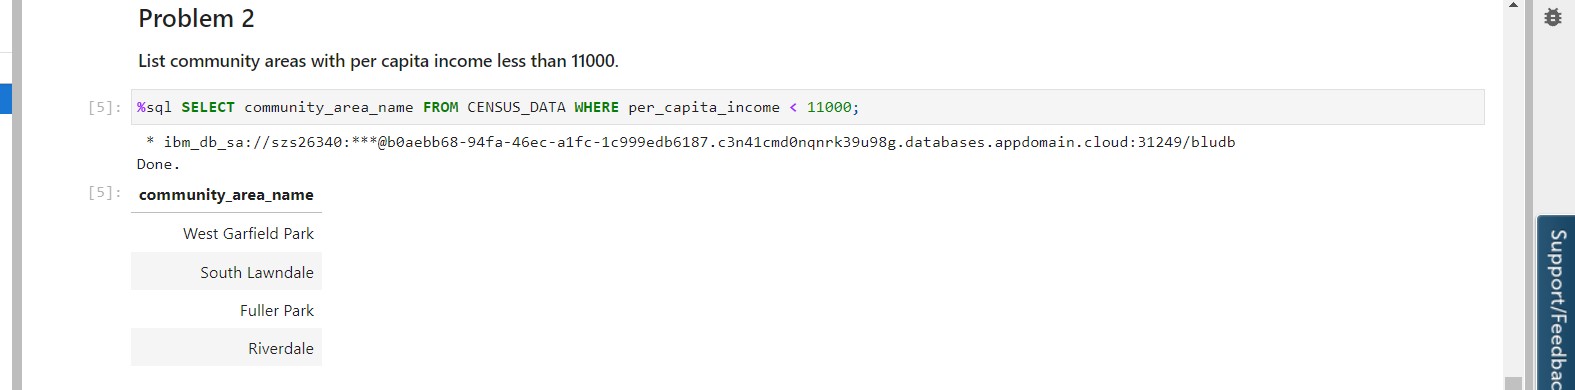 Problem 2
List community areas with per capita income less than 11000.
[5]: %sql SELECT community_area_name FROM CENSUS_DATA WHERE per_capita_income < 11000;
* ibm_db_sa://szs26340:***@b0aebb68-94fa-46ec-a1fc-1c999edb6187.c3n41cmd0nqnrk39u98g.databases.appdomain.cloud:31249/bludb
Done.
[5]: community_area_name
West Garfield Park
South Lawndale
Fuller Park
Riverdale
Support/Feedbac